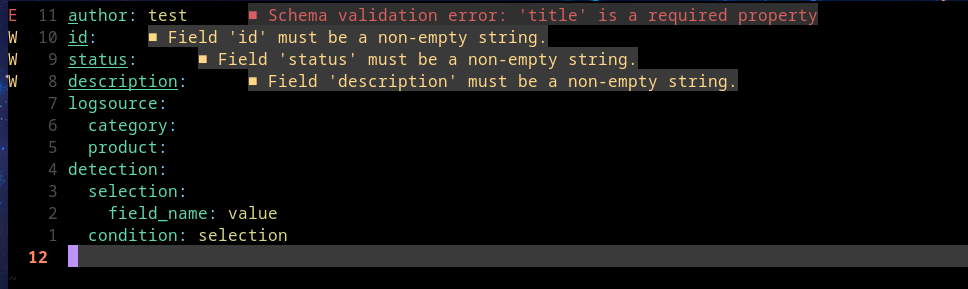 E 11 author: test ■ Schema validation error: 'title' is a required property
W 10 id: ■ Field 'id' must be a non-empty string.
W 9 status: ■ Field 'status' must be a non-empty string.
W 8 description: ■ Field 'description' must be a non-empty string.
7 logsource:
6 category:
5 product:
4 detection:
3 selection:
2 field_name: value
1 condition: selection
12
~